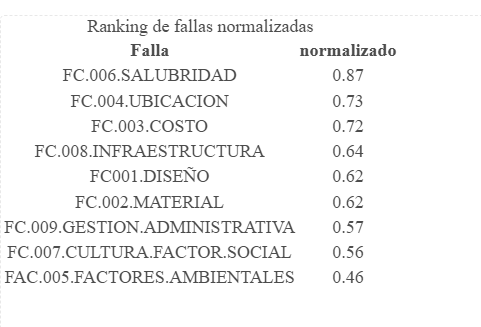 Ranking de fallas normalizadas
Falla normalizado
FC.006.SALUBRIDAD 0.87
FC.004.UBICACION 0.73
FC.003.COSTO 0.72
FC.008.INFRAESTRUCTURA 0.64
FC001.DISEÑO 0.62
FC.002.MATERIAL 0.62
FC.009.GESTION.ADMINISTRATIVA 0.57
FC.007.CULTURA.FACTOR.SOCIAL 0.56
FAC.005.FACTORES.AMBIENTALES 0.46